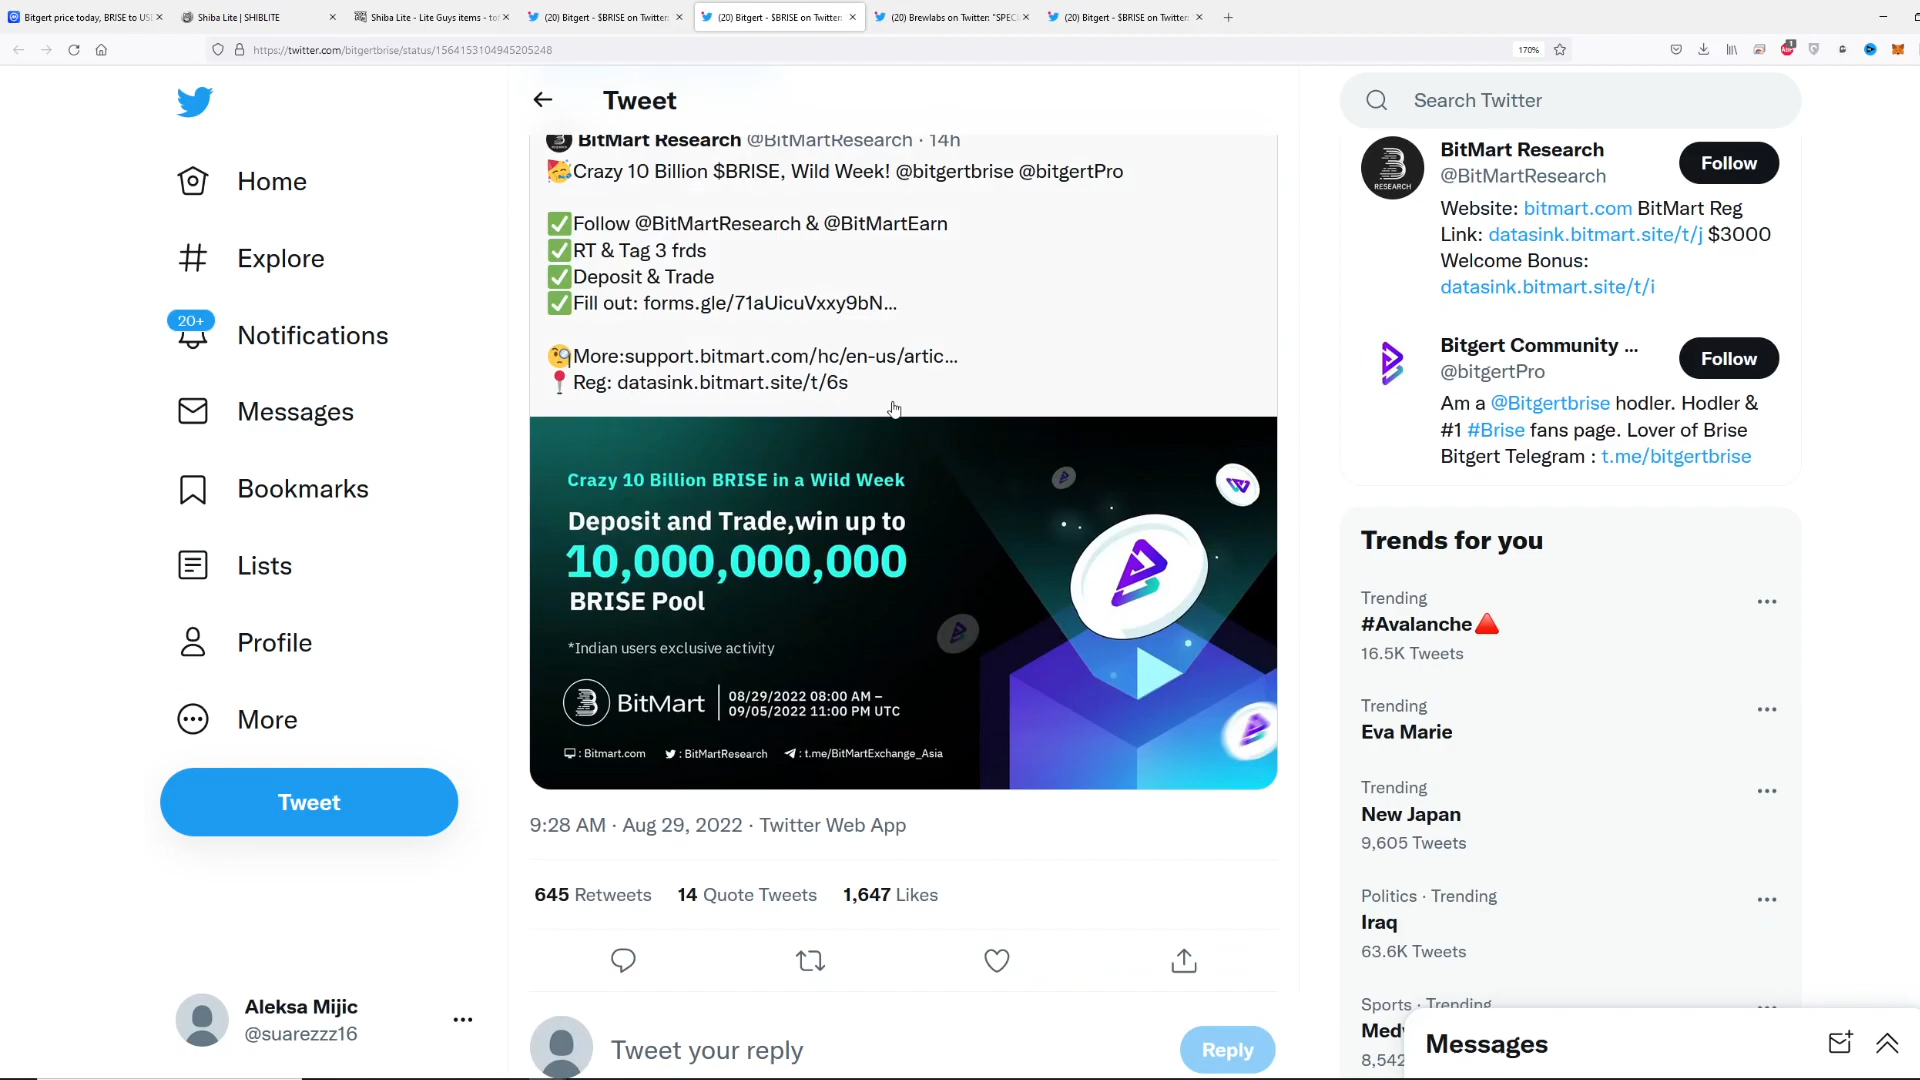 Bitgert price today, BRISE to US
Shiba Lite | SHIBLITE
Shiba Lite - Lite Guys items - to
(20) Bitgert - $BRISE on Twitter:
(20) Bitgert - $BRISE on Twitter:
(20) Brewlabs on Twitter: "SPEC
(20) Bitgert - $BRISE on Twitter:
https://twitter.com/bitgertbrise/status/1564153104945205248
170%
1
Home
Explore
20+
Notifications
Messages
Bookmarks
Lists
Profile
More
Tweet
Aleksa Mijic
@suarezzz16
Tweet
BitMart Research @BitMartResearch · 14h
🥳Crazy 10 Billion $BRISE, Wild Week! @bitgertbrise @bitgertPro
✅Follow @BitMartResearch & @BitMartEarn
✅RT & Tag 3 frds
✅Deposit & Trade
✅Fill out: forms.gle/71aUicuVxxy9bN...
🧐More:support.bitmart.com/hc/en-us/artic...
📍Reg: datasink.bitmart.site/t/6s
Crazy 10 Billion BRISE in a Wild Week
Deposit and Trade,win up to
10,000,000,000
BRISE Pool
*Indian users exclusive activity
BitMart
08/29/2022 08:00 AM –
09/05/2022 11:00 PM UTC
: Bitmart.com : BitMartResearch : t.me/BitMartExchange_Asia
9:28 AM · Aug 29, 2022 · Twitter Web App
645 Retweets 14 Quote Tweets 1,647 Likes
Tweet your reply
Reply
Search Twitter
RESEARCH
BitMart Research
@BitMartResearch
Follow
Website: bitmart.com BitMart Reg
Link: datasink.bitmart.site/t/j $3000
Welcome Bonus:
datasink.bitmart.site/t/i
Bitgert Community ...
@bitgertPro
Follow
Am a @Bitgertbrise hodler. Hodler &
#1 #Brise fans page. Lover of Brise
Bitgert Telegram : t.me/bitgertbrise
Trends for you
Trending
#Avalanche🔺
16.5K Tweets
Trending
Eva Marie
Trending
New Japan
9,605 Tweets
Politics · Trending
Iraq
63.6K Tweets
Sports · Trending
Med
8,542
Messages